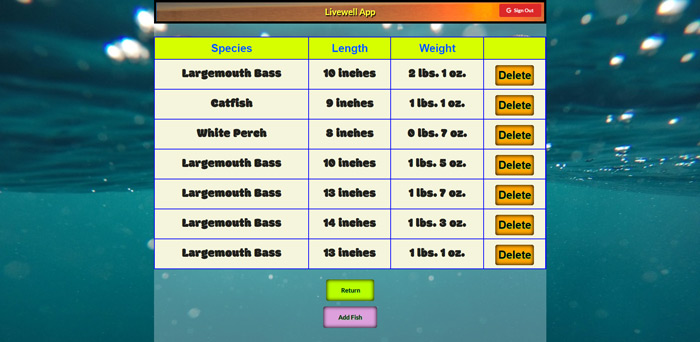 Livewell App
G Sign Out
Species Length Weight
Largemouth Bass 10 inches 2 lbs. 1 oz. Delete
Catfish 9 inches 1 lbs. 1 oz. Delete
White Perch 8 inches 0 lbs. 7 oz. Delete
Largemouth Bass 10 inches 1 lbs. 5 oz. Delete
Largemouth Bass 13 inches 1 lbs. 7 oz. Delete
Largemouth Bass 14 inches 1 lbs. 3 oz. Delete
Largemouth Bass 13 inches 1 lbs. 1 oz. Delete
Return
Add Fish